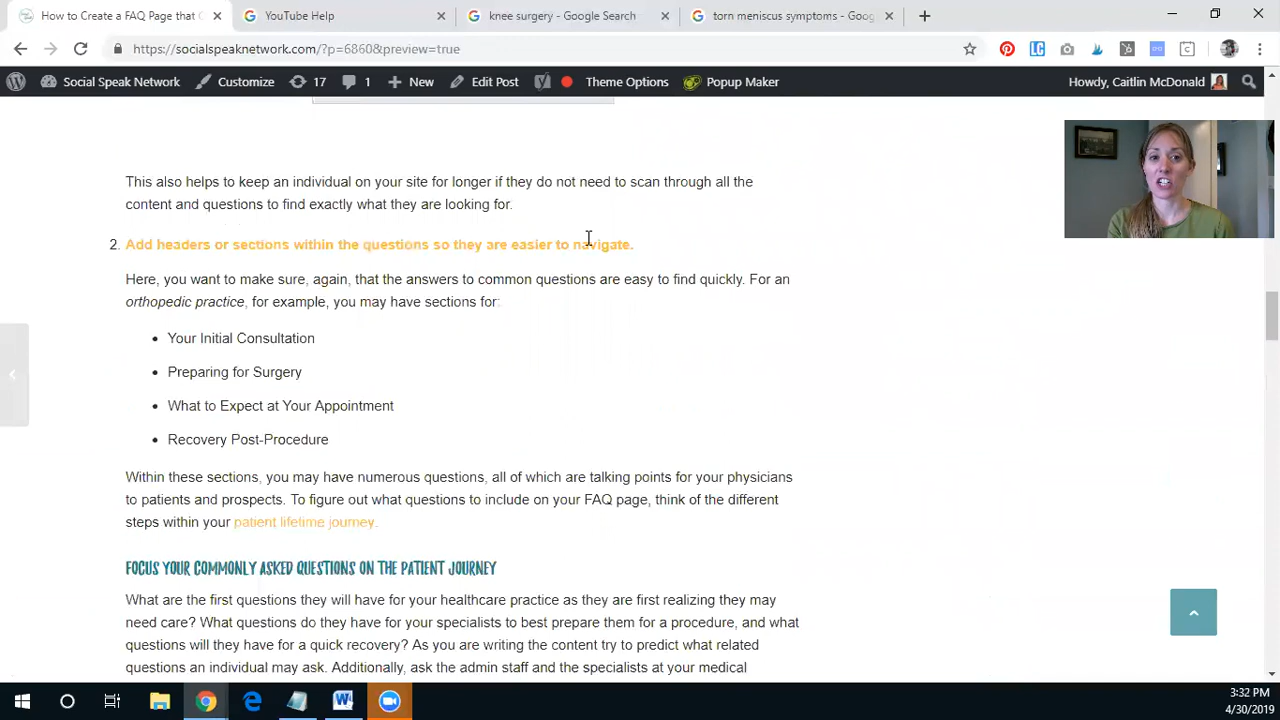 How to Create a FAQ Page that C
YouTube Help
knee surgery - Google Search
torn meniscus symptoms - Goog
https://socialspeaknetwork.com/?p=6860&preview=true
Social Speak Network
Customize
17
1
New
Edit Post
Theme Options
Popup Maker
Howdy, Caitlin McDonald
This also helps to keep an individual on your site for longer if they do not need to scan through all the
content and questions to find exactly what they are looking for.
2. Add headers or sections within the questions so they are easier to navigate.
Here, you want to make sure, again, that the answers to common questions are easy to find quickly. For an
orthopedic practice, for example, you may have sections for:
• Your Initial Consultation
• Preparing for Surgery
• What to Expect at Your Appointment
• Recovery Post-Procedure
Within these sections, you may have numerous questions, all of which are talking points for your physicians
to patients and prospects. To figure out what questions to include on your FAQ page, think of the different
steps within your patient lifetime journey.
FOCUS YOUR COMMONLY ASKED QUESTIONS ON THE PATIENT JOURNEY
What are the first questions they will have for your healthcare practice as they are first realizing they may
need care? What questions do they have for your specialists to best prepare them for a procedure, and what
questions will they have for a quick recovery? As you are writing the content try to predict what related
questions an individual may ask. Additionally, ask the admin staff and the specialists at your medical
3:32 PM
4/30/2019